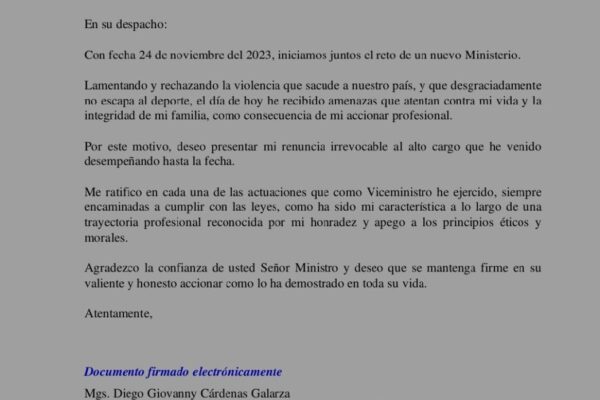 En su despacho:
Con fecha 24 de noviembre del 2023, iniciamos juntos el reto de un nuevo Ministerio.
Lamentando y rechazando la violencia que sacude a nuestro país, y que desgraciadamente
no escapa al deporte, el día de hoy he recibido amenazas que atentan contra mi vida y la
integridad de mi familia, como consecuencia de mi accionar profesional.
Por este motivo, deseo presentar mi renuncia irrevocable al alto cargo que he venido
desempeñando hasta la fecha.
Me ratifico en cada una de las actuaciones que como Viceministro he ejercido, siempre
encaminadas a cumplir con las leyes, como ha sido mi característica a lo largo de una
trayectoria profesional reconocida por mi honradez y apego a los principios éticos y
morales.
Agradezco la confianza de usted Señor Ministro y deseo que se mantenga firme en su
valiente y honesto accionar como lo ha demostrado en toda su vida.
Atentamente,
Documento firmado electrónicamente
Mgs. Diego Giovanny Cárdenas Galarza